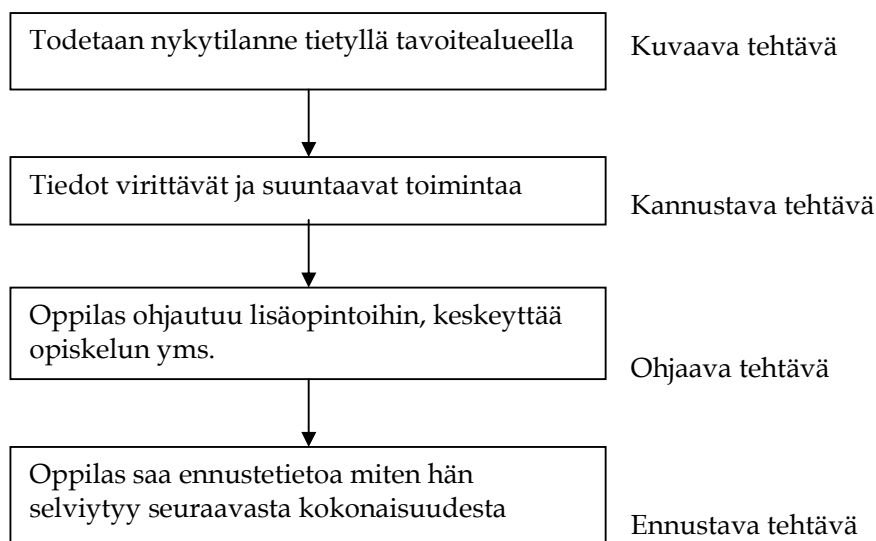 Todetaan nykytilanne tietyllä tavoitealueella
Kuvaava tehtävä
Tiedot virittävät ja suuntaavat toimintaa
Kannustava tehtävä
Oppilas ohjautuu lisäopintoihin, keskeyttää
opiskelun yms.
Ohjaava tehtävä
Oppilas saa ennustetietoa miten hän
selviytyy seuraavasta kokonaisuudesta
Ennustava tehtävä